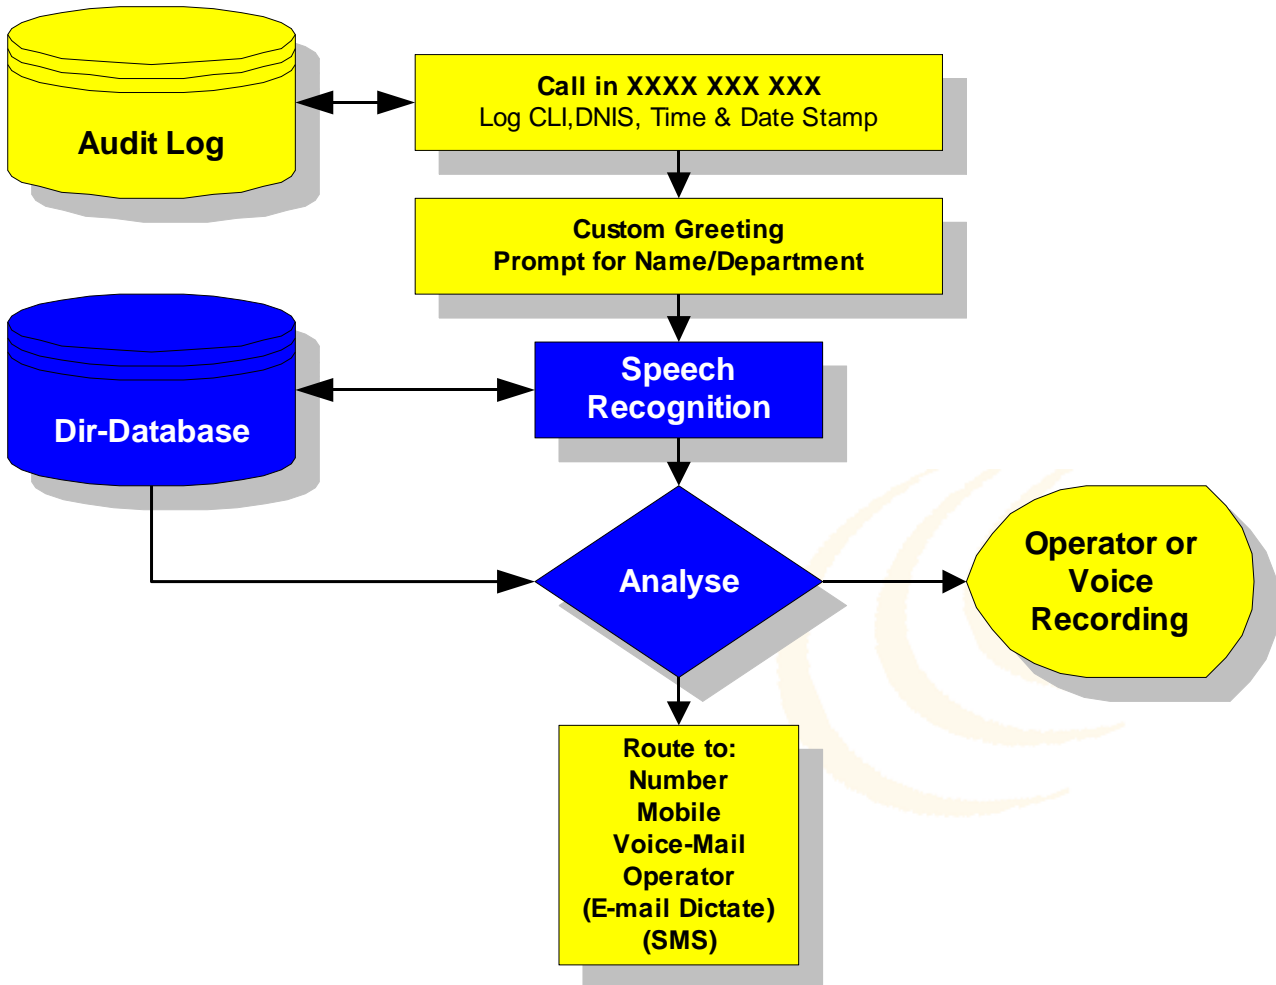 Call in XXXX XXX XXX
Log CLI,DNIS, Time & Date Stamp
Audit Log
Custom Greeting
Prompt for Name/Department
Speech
Recognition
Dir-Database
Analyse
Operator or
Voice
Recording
Route to:
Number
Mobile
Voice-Mail
Operator
(E-mail Dictate)
(SMS)